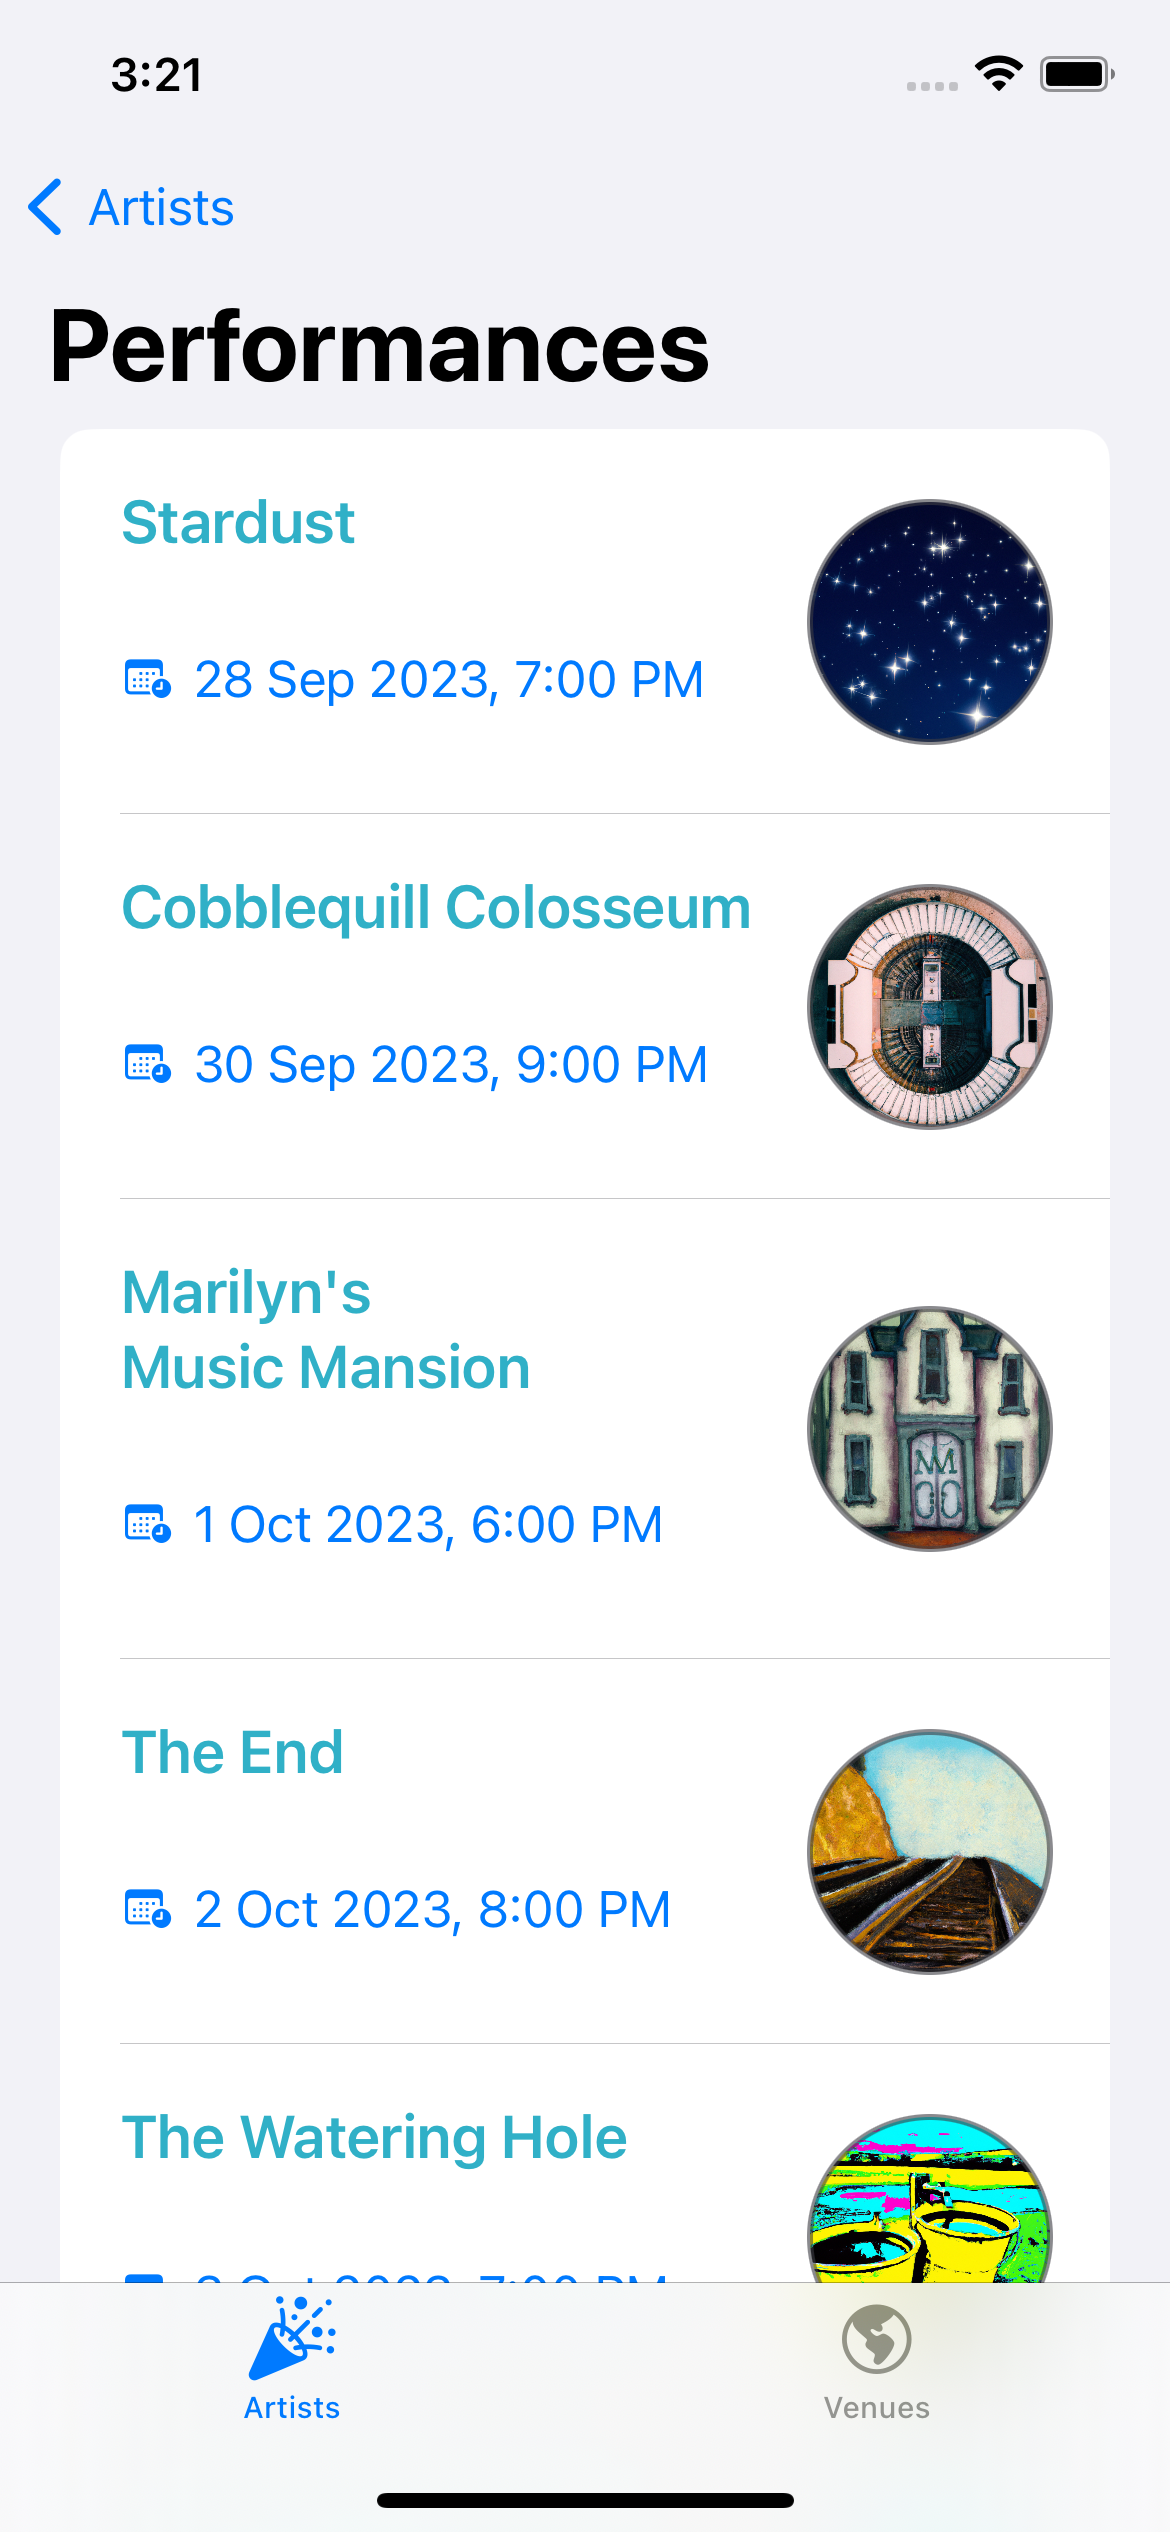 3:21
Artists
Performances
Stardust
28 Sep 2023, 7:00 PM
Cobblequill Colosseum
30 Sep 2023, 9:00 PM
Marilyn's
Music Mansion
1 Oct 2023, 6:00 PM
The End
2 Oct 2023, 8:00 PM
The Watering Hole
Artists
Venues